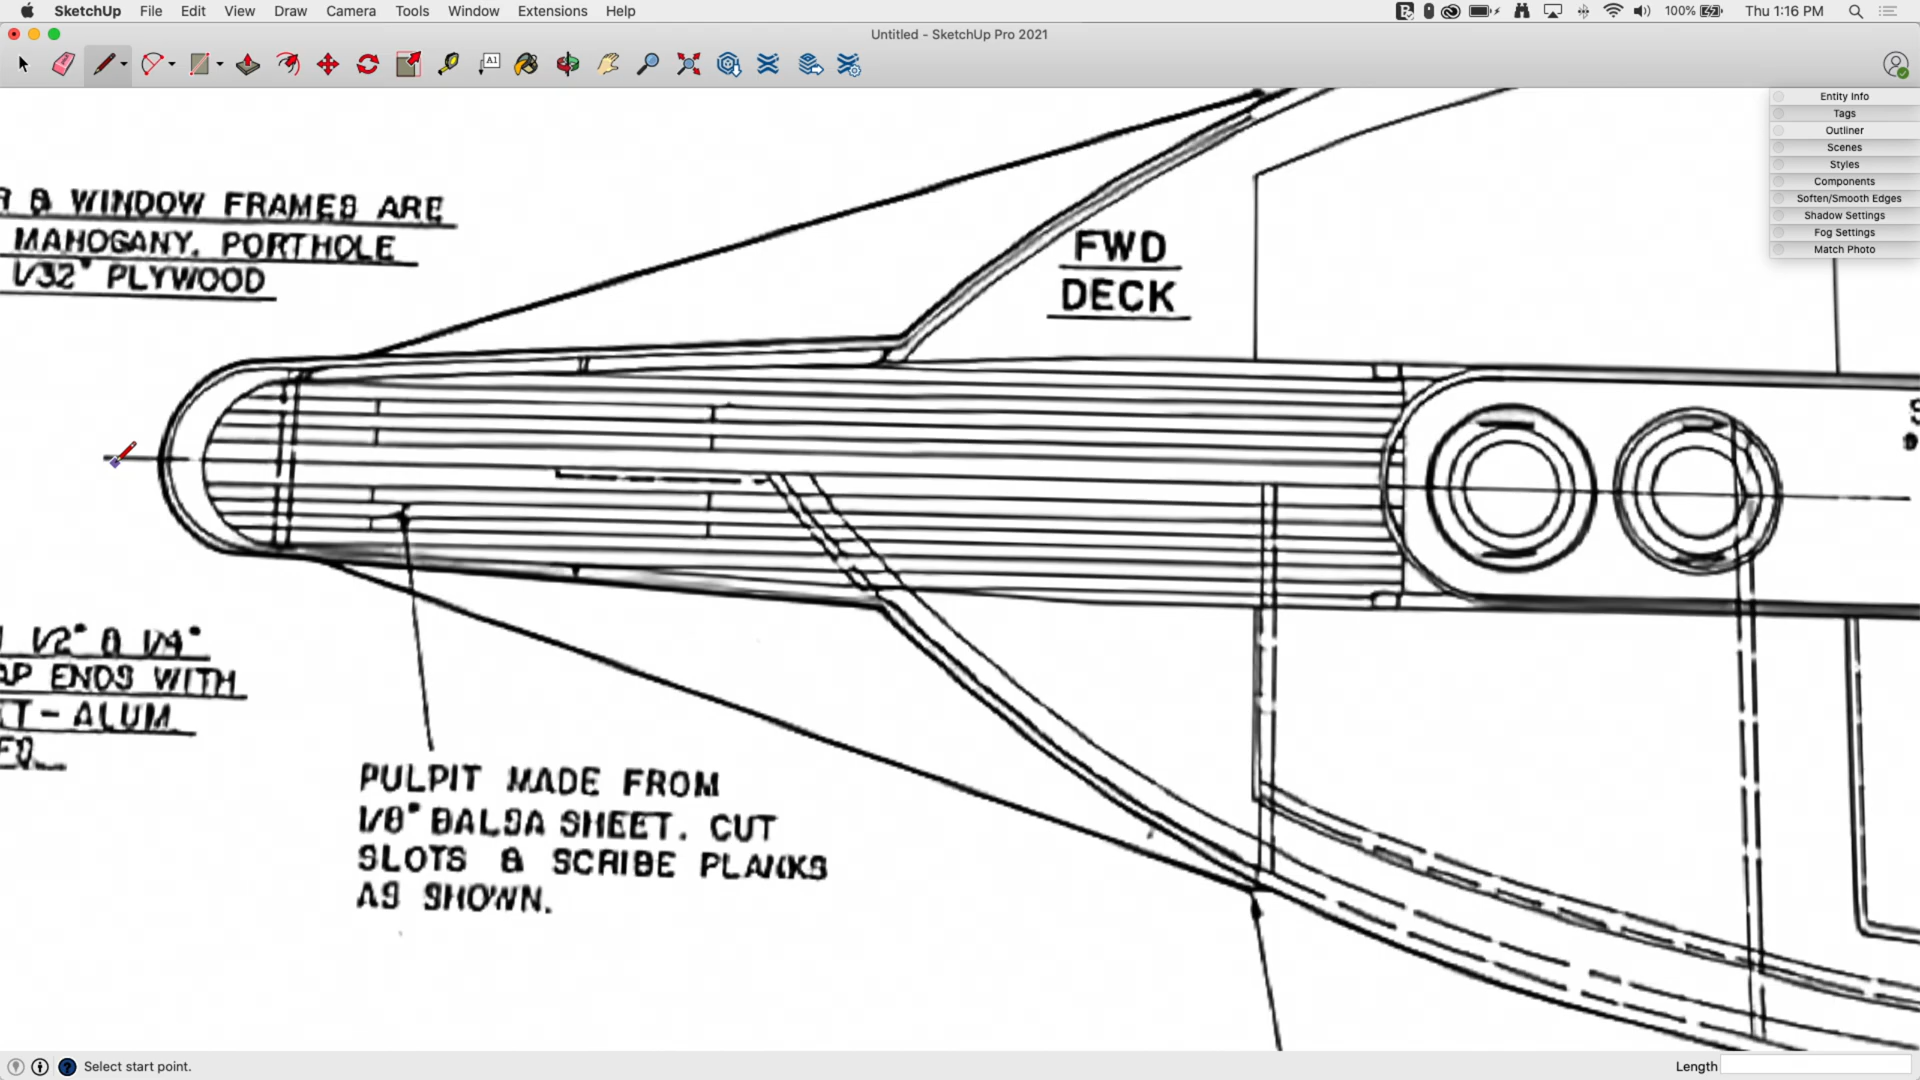 SketchUp File Edit View Draw Camera Tools Window Extensions Help
100% Thu 1:16 PM
Untitled - SketchUp Pro 2021
A1
Entity Info
Tags
Outliner
Scenes
Styles
Components
Soften/Smooth Edges
Shadow Settings
Fog Settings
Match Photo
& WINDOW FRAMES ARE
MAHOGANY. PORTHOLE
1/32" PLYWOOD
FWD
DECK
1/2" & 1/4"
ENDS WITH
- ALUM.
PULPIT MADE FROM
1/8" BALSA SHEET. CUT
SLOTS & SCRIBE PLANKS
AS SHOWN.
Select start point.
Length